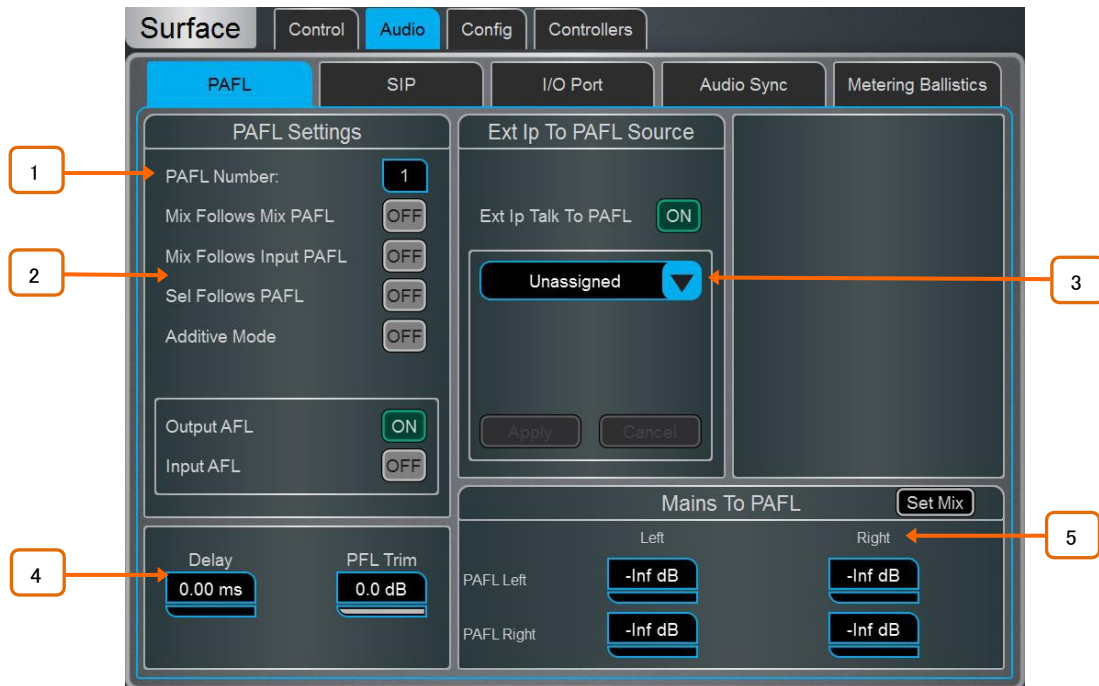 Surface
Control
Audio
Config
Controllers
PAFL
SIP
I/O Port
Audio Sync
Metering Ballistics
PAFL Settings
1
PAFL Number: 1
Mix Follows Mix PAFL OFF
Mix Follows Input PAFL OFF
2
Sel Follows PAFL OFF
Additive Mode OFF
Output AFL ON
Input AFL OFF
Ext Ip To PAFL Source
Ext Ip Talk To PAFL ON
Unassigned
3
Apply
Cancel
4
Delay
0.00 ms
PFL Trim
0.0 dB
Mains To PAFL
Set Mix
Left
Right
5
PAFL Left -Inf dB -Inf dB
PAFL Right -Inf dB -Inf dB